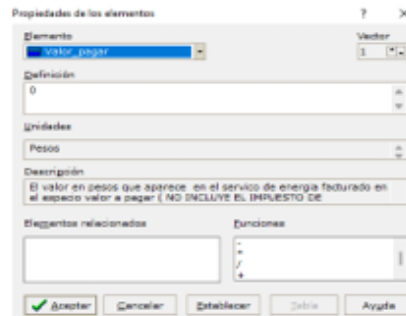 Propiedades de los elementos ? X
Elemento Vector
Valor_pagar 1
Definición
0
Unidades
Pesos
Descripción
El valor en pesos que aparece en el servico de energia facturado en
el espacio valor a pagar ( NO INCLUYE EL IMPUESTO DE
Elementos relacionados Funciones
-
*
/
+
Aceptar Cancelar Establecer Tabla Ayuda